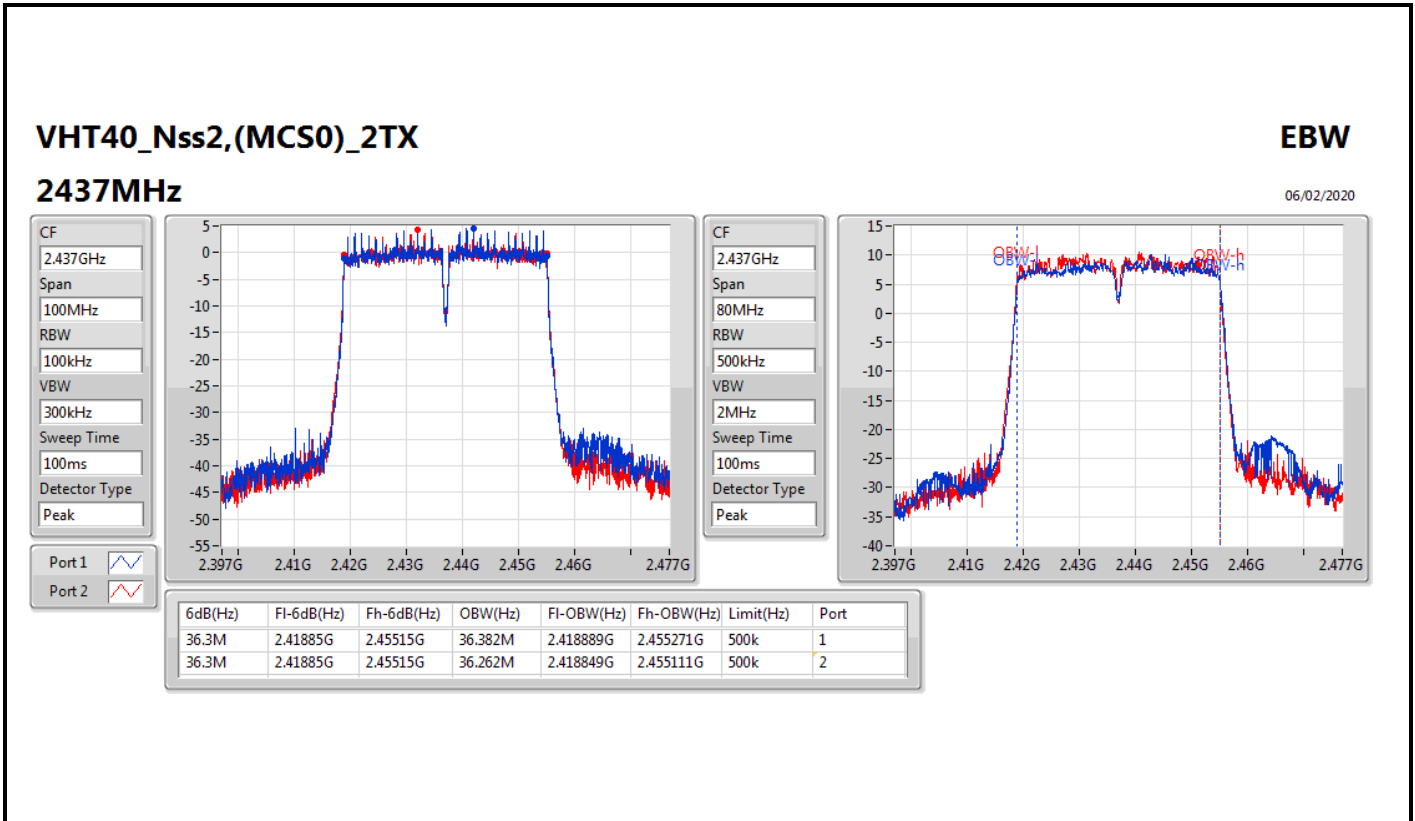 VHT40_Nss2,(MCS0)_2TX
EBW
2437MHz
06/02/2020
CF
2.437GHz
Span
100MHz
RBW
100kHz
VBW
300kHz
Sweep Time
100ms
Detector Type
Peak
Port 1
Port 2
5
0
-5
-10
-15
-20
-25
-30
-35
-40
-45
-50
-55
2.397G 2.41G 2.42G 2.43G 2.44G 2.45G 2.46G 2.477G
CF
2.437GHz
Span
80MHz
RBW
500kHz
VBW
2MHz
Sweep Time
100ms
Detector Type
Peak
15
10
5
0
-5
-10
-15
-20
-25
-30
-35
-40
OBW-l
OBW-l
OBW-h
OBW-h
2.397G 2.41G 2.42G 2.43G 2.44G 2.45G 2.46G 2.477G
6dB(Hz) Fl-6dB(Hz) Fh-6dB(Hz) OBW(Hz) Fl-OBW(Hz) Fh-OBW(Hz) Limit(Hz) Port
36.3M 2.41885G 2.45515G 36.382M 2.418889G 2.455271G 500k 1
36.3M 2.41885G 2.45515G 36.262M 2.418849G 2.455111G 500k 2